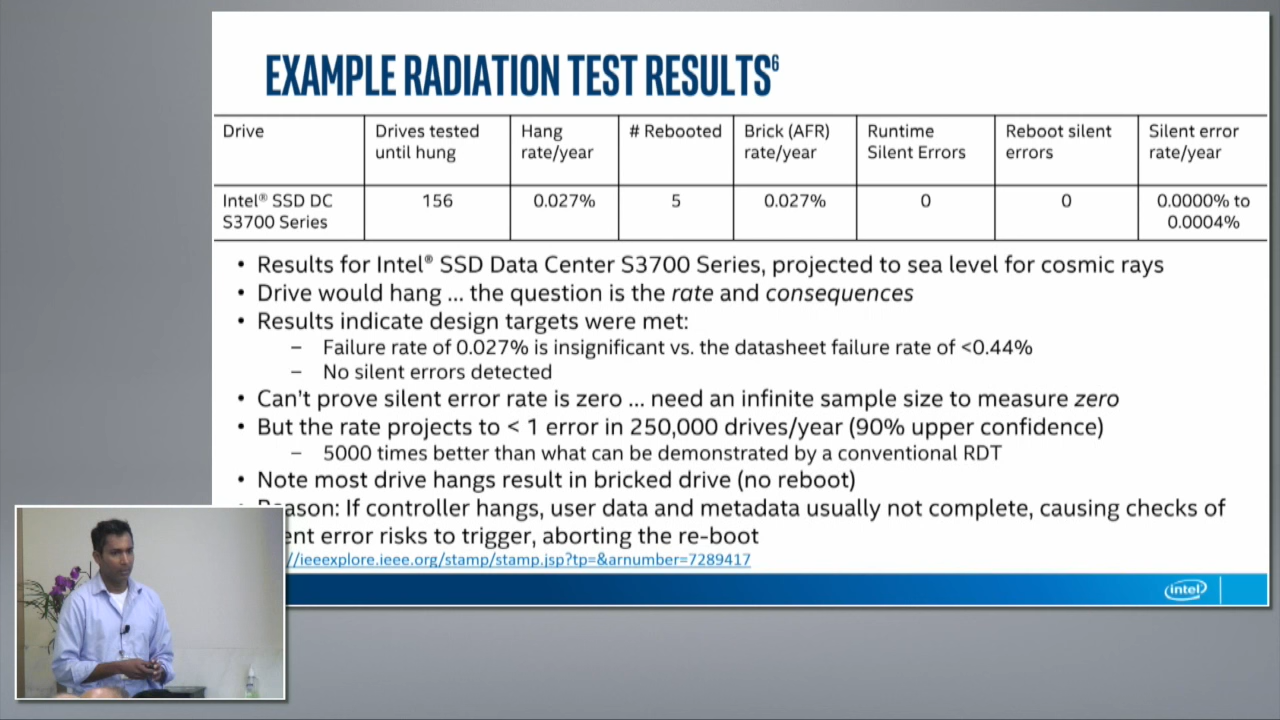 EXAMPLE RADIATION TEST RESULTS⁶
Drive
Drives tested
until hung
Hang
rate/year
# Rebooted
Brick (AFR)
rate/year
Runtime
Silent Errors
Reboot silent
errors
Silent error
rate/year
Intel® SSD DC
S3700 Series
156
0.027%
5
0.027%
0
0
0.0000% to
0.0004%
• Results for Intel® SSD Data Center S3700 Series, projected to sea level for cosmic rays
• Drive would hang ... the question is the rate and consequences
• Results indicate design targets were met:
– Failure rate of 0.027% is insignificant vs. the datasheet failure rate of <0.44%
– No silent errors detected
• Can't prove silent error rate is zero ... need an infinite sample size to measure zero
• But the rate projects to < 1 error in 250,000 drives/year (90% upper confidence)
– 5000 times better than what can be demonstrated by a conventional RDT
• Note most drive hangs result in bricked drive (no reboot)
• Reason: If controller hangs, user data and metadata usually not complete, causing checks of
error risks to trigger, aborting the re-boot
//ieeexplore.ieee.org/stamp/stamp.jsp?tp=&arnumber=7289417
intel